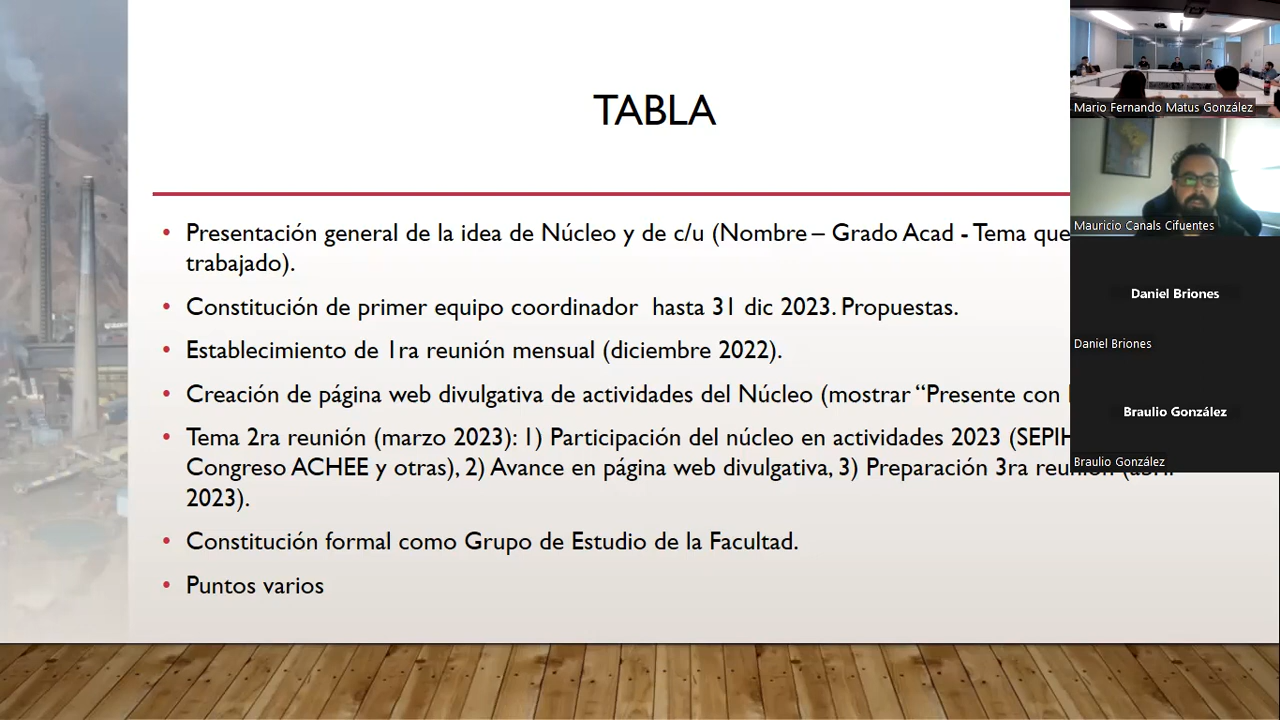 TABLA
• Presentación general de la idea de Núcleo y de c/u (Nombre – Grado Acad - Tema que
trabajado).
• Constitución de primer equipo coordinador hasta 31 dic 2023. Propuestas.
• Establecimiento de 1ra reunión mensual (diciembre 2022).
• Creación de página web divulgativa de actividades del Núcleo (mostrar “Presente con
• Tema 2ra reunión (marzo 2023): 1) Participación del núcleo en actividades 2023 (SEPIH
Congreso ACHEE y otras), 2) Avance en página web divulgativa, 3) Preparación 3ra reunión (abril
2023).
• Constitución formal como Grupo de Estudio de la Facultad.
• Puntos varios
Mario Fernando Matus González
Mauricio Canals Cifuentes
Daniel Briones
Daniel Briones
Braulio González
Braulio González